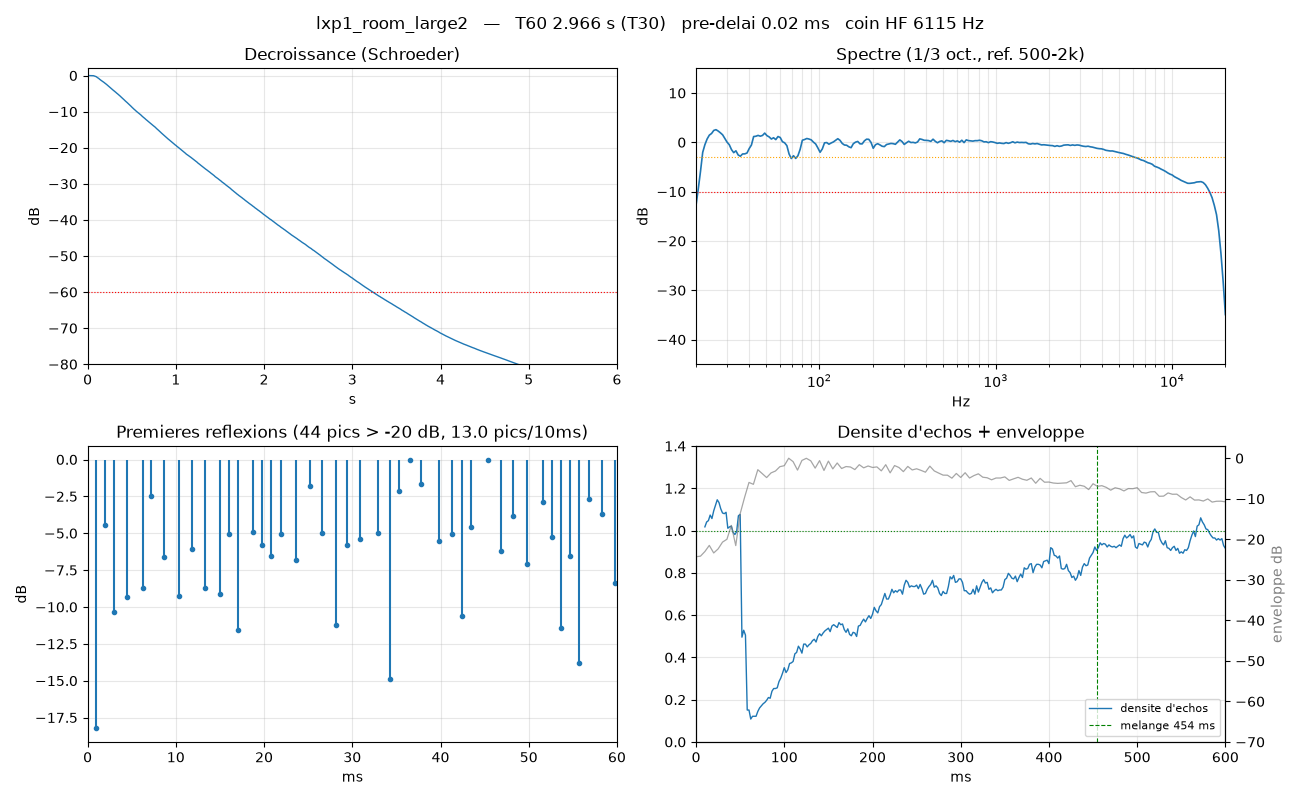 lxp1_room_large2   —   T60 2.966 s (T30)   pre-delai 0.02 ms   coin HF 6115 Hz
Decroissance (Schroeder)
0
−10
−20
−30
−40
−50
−60
−70
−80
dB
0 1 2 3 4 5 6
s
Spectre (1/3 oct., ref. 500-2k)
10
0
−10
−20
−30
−40
dB
10² 10³ 10⁴
Hz
Premieres reflexions (44 pics > -20 dB, 13.0 pics/10ms)
0.0
−2.5
−5.0
−7.5
−10.0
−12.5
−15.0
−17.5
dB
0 10 20 30 40 50 60
ms
Densite d'echos + enveloppe
1.4
1.2
1.0
0.8
0.6
0.4
0.2
0.0
0
−10
−20
−30
−40
−50
−60
−70
enveloppe dB
densite d'echos
melange 454 ms
0 100 200 300 400 500 600
ms